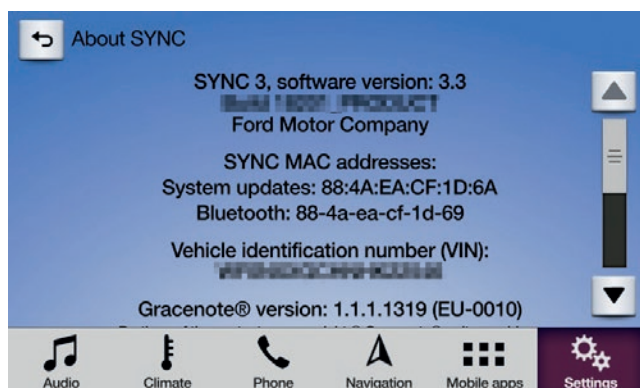 About SYNC
SYNC 3, software version: 3.3
Ford Motor Company
SYNC MAC addresses:
System updates: 88:4A:EA:CF:1D:6A
Bluetooth: 88-4a-ea-cf-1d-69
Vehicle identification number (VIN):
Gracenote® version: 1.1.1.1319 (EU-0010)
Audio
Climate
Phone
Navigation
Mobile apps
Settings